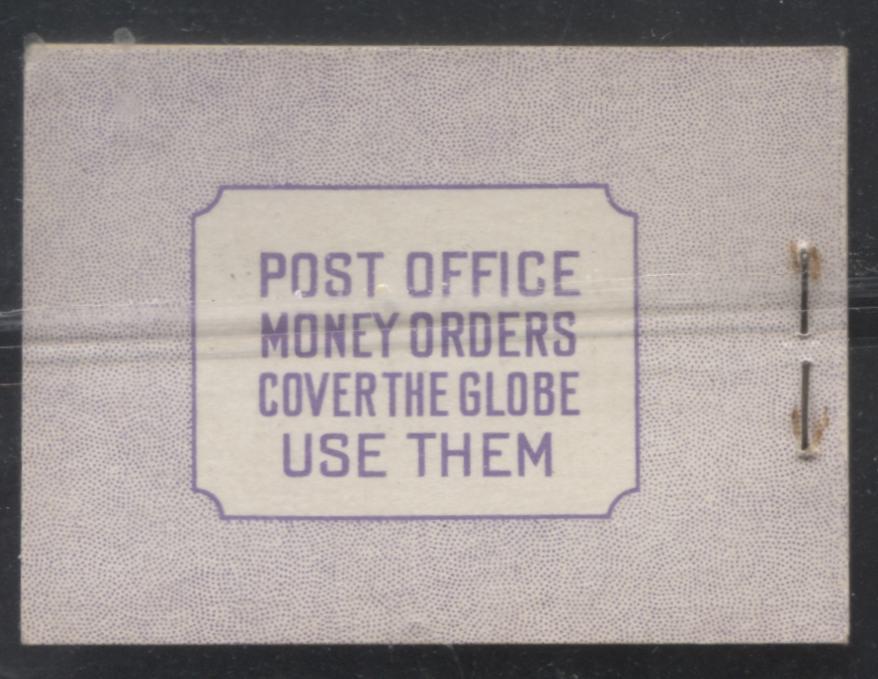 POST OFFICE
MONEY ORDERS
COVER THE GLOBE
USE THEM